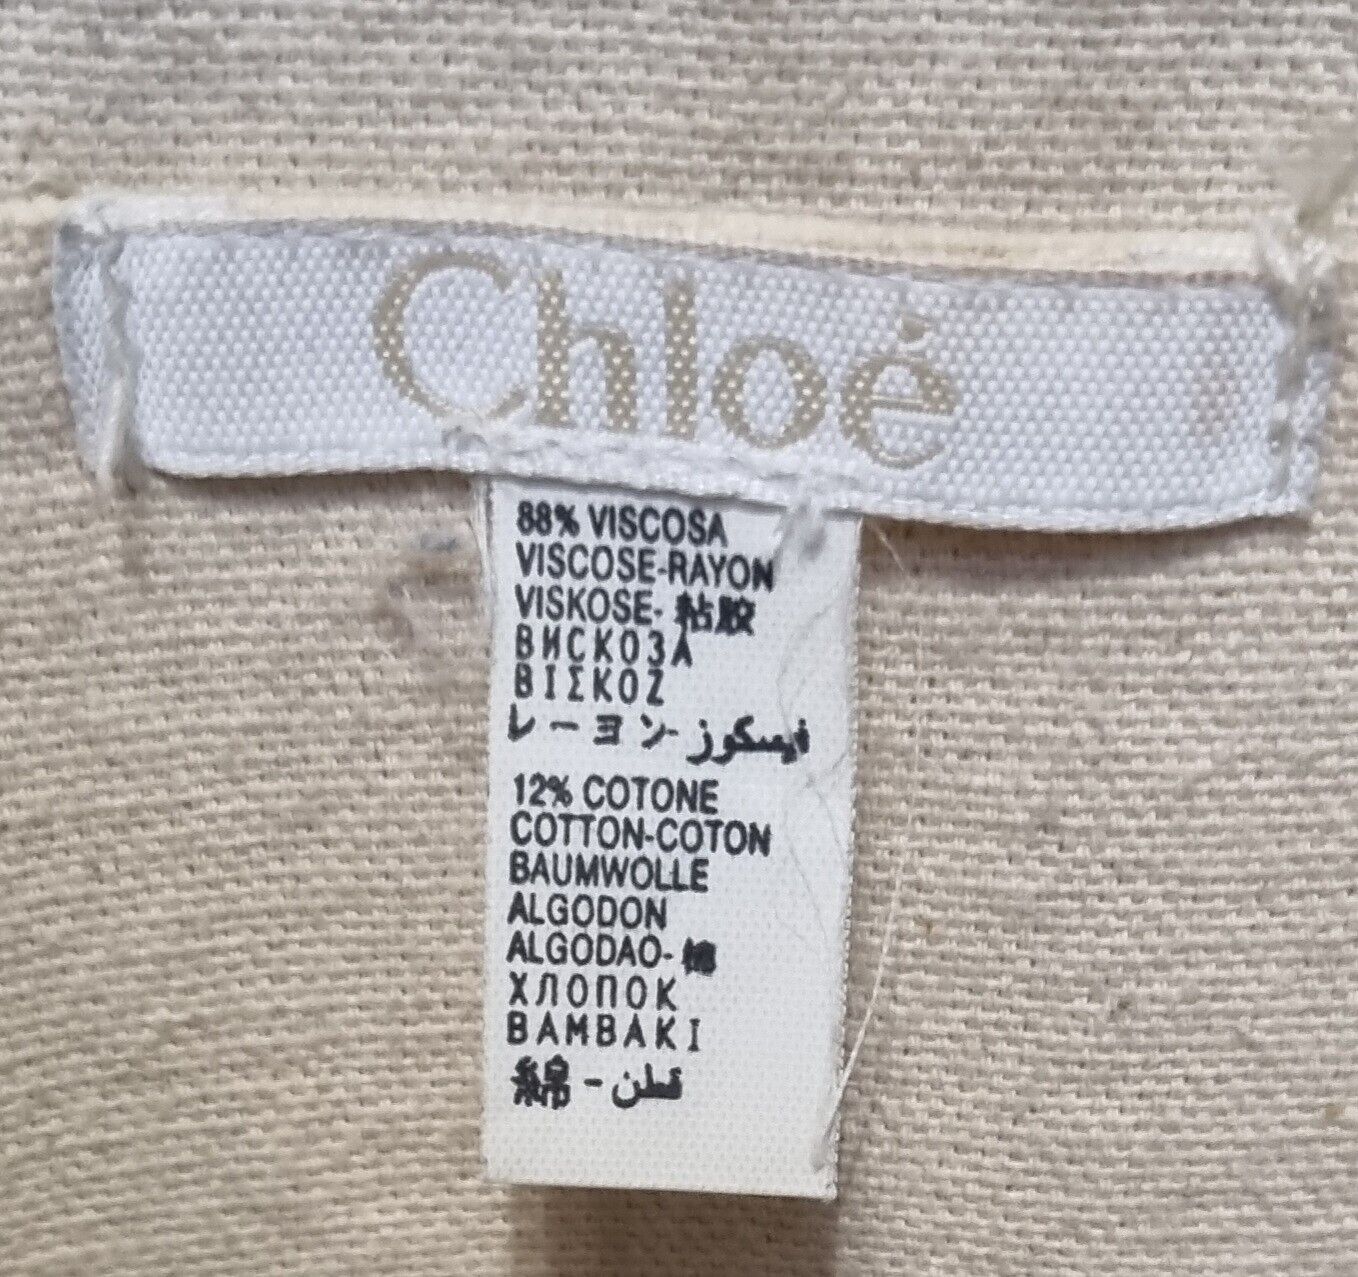 Chloé
88% VISCOSA
VISCOSE-RAYON
VISKOSE-粘胶
ВИСКОЗА
ΒΙΣΚΟΖ
レーヨン-فيسكوز
12% COTONE
COTTON-COTON
BAUMWOLLE
ALGODON
ALGODAO-棉
ХЛОПОК
BAMBAKI
綿 - قطن